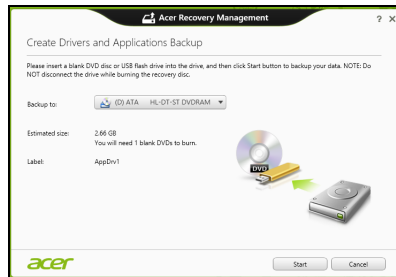 Acer Recovery Management
? X
Create Drivers and Applications Backup
Please insert a blank DVD disc or USB flash drive into the drive, and then click Start button to backup your data. NOTE: Do
NOT disconnect the drive while burning the recovery disc.
Backup to: (D) ATA HL-DT-ST DVDRAM
Estimated size: 2.66 GB
You will need 1 blank DVDs to burn.
Label: AppDrv1
DVD
acer Start Cancel